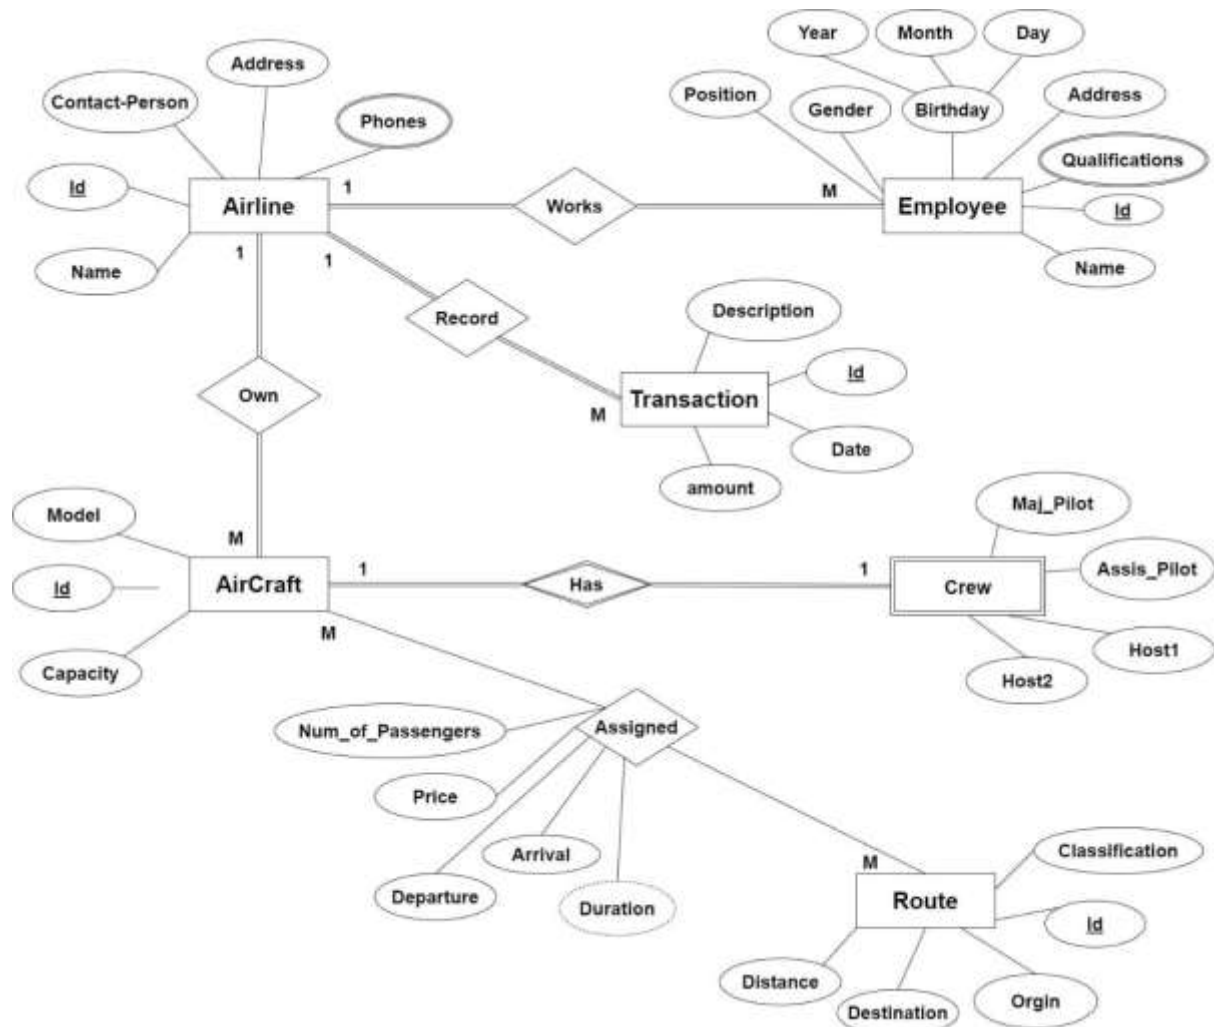 Year
Month
Day
Address
Contact-Person
Position
Gender
Birthday
Address
Phones
Qualifications
Id
1
M
Airline
Works
Employee
Id
Name
1
1
Name
Record
Description
Id
Own
Transaction
M
Date
amount
Model
Maj_Pilot
M
Id
AirCraft
1
Has
1
Crew
Assis_Pilot
M
Capacity
Host1
Host2
Num_of_Passengers
Assigned
Price
Arrival
Classification
M
Departure
Duration
Route
Id
Distance
Destination
Orgin